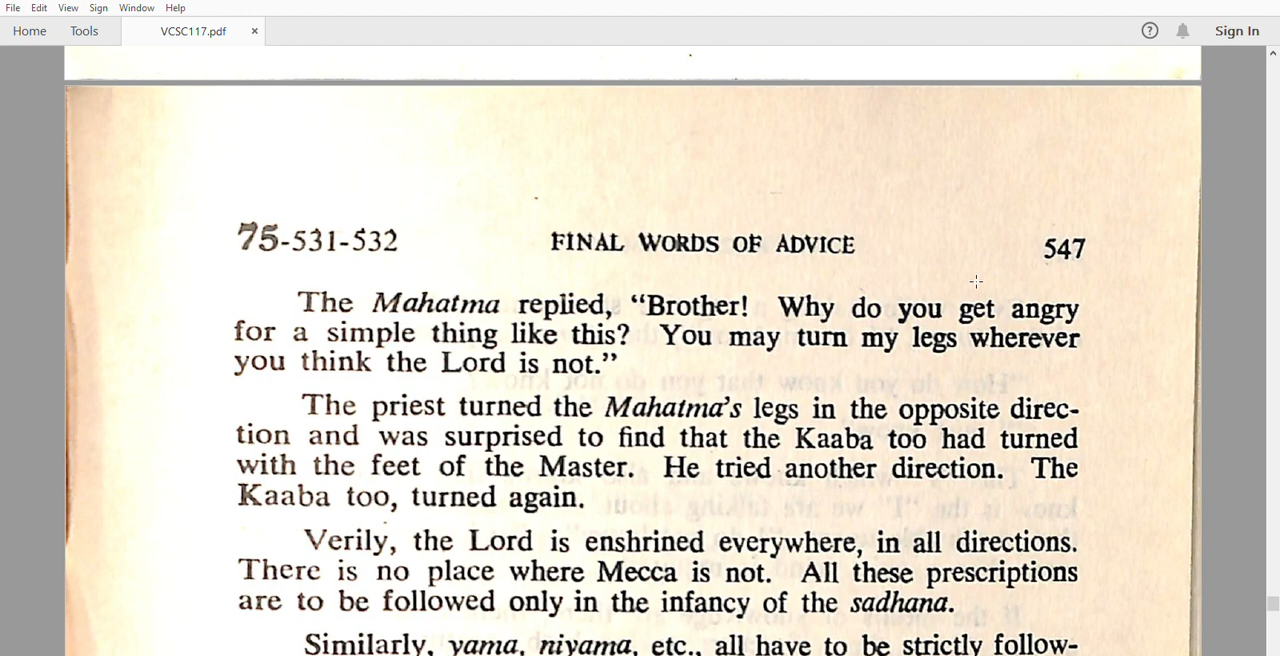 File Edit View Sign Window Help
Home Tools VCSC117.pdf × Sign In
75-531-532 FINAL WORDS OF ADVICE 547
The Mahatma replied, “Brother! Why do you get angry
for a simple thing like this? You may turn my legs wherever
you think the Lord is not.”
The priest turned the Mahatma’s legs in the opposite direc-
tion and was surprised to find that the Kaaba too had turned
with the feet of the Master. He tried another direction. The
Kaaba too, turned again.
Verily, the Lord is enshrined everywhere, in all directions.
There is no place where Mecca is not. All these prescriptions
are to be followed only in the infancy of the sadhana.
Similarly, yama, niyama, etc., all have to be strictly follow-